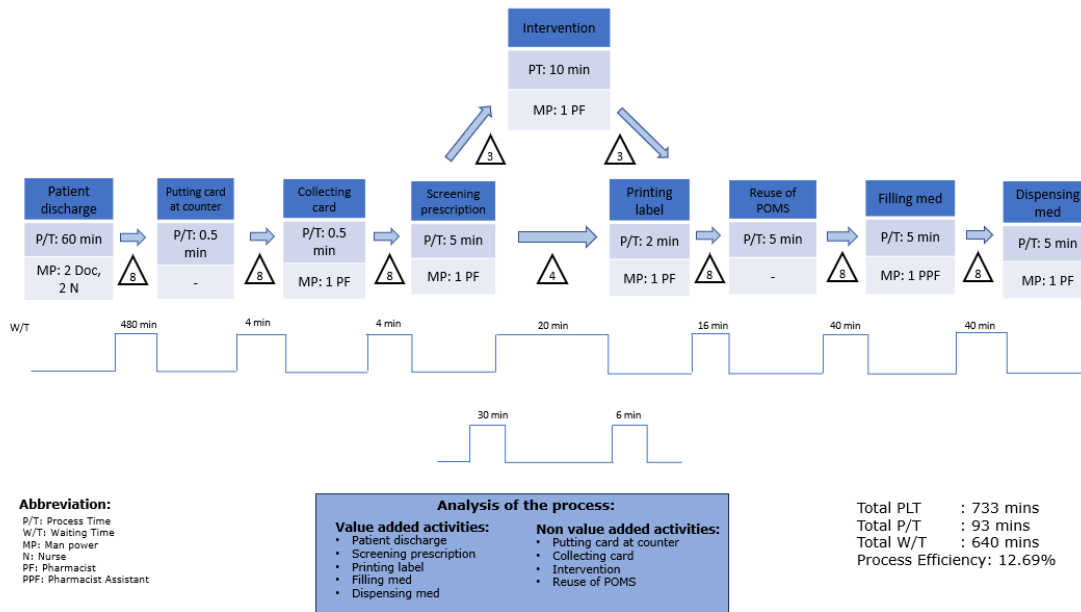 Intervention
PT: 10 min
MP: 1 PF
3
3
Patient
discharge
P/T: 60 min
MP: 2 Doc,
2 N
8
Putting card
at counter
P/T: 0.5
min
-
8
Collecting
card
P/T: 0.5
min
MP: 1 PF
8
Screening
prescription
P/T: 5 min
MP: 1 PF
4
Printing
label
P/T: 2 min
MP: 1 PF
8
Reuse of
POMS
P/T: 5 min
-
8
Filling med
P/T: 5 min
MP: 1 PPF
8
Dispensing
med
P/T: 5 min
MP: 1 PF
W/T
480 min
4 min
4 min
20 min
16 min
40 min
40 min
30 min
6 min
Abbreviation:
P/T: Process Time
W/T: Waiting Time
MP: Man power
N: Nurse
PF: Pharmacist
PPF: Pharmacist Assistant
Analysis of the process:
Value added activities:
• Patient discharge
• Screening prescription
• Printing label
• Filling med
• Dispensing med
Non value added activities:
• Putting card at counter
• Collecting card
• Intervention
• Reuse of POMS
Total PLT : 733 mins
Total P/T : 93 mins
Total W/T : 640 mins
Process Efficiency: 12.69%